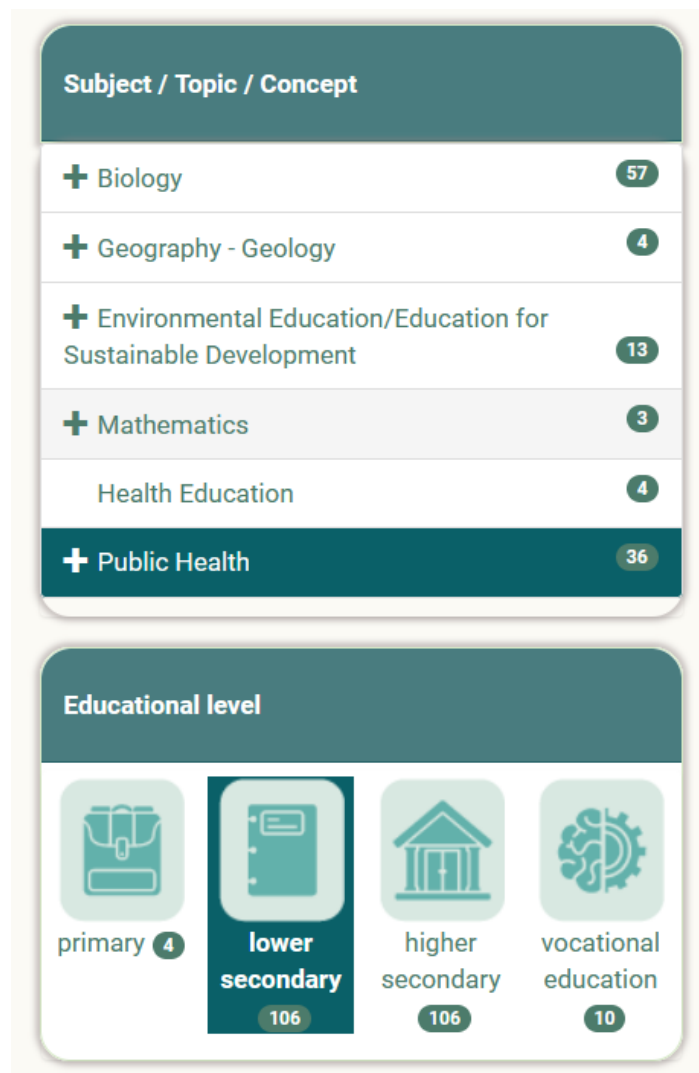 Subject / Topic / Concept
Biology 57
Geography - Geology 4
Environmental Education/Education for
Sustainable Development 13
Mathematics 3
Health Education 4
Public Health 36
Educational level
primary 4
lower
secondary
106
higher
secondary
106
vocational
education
10